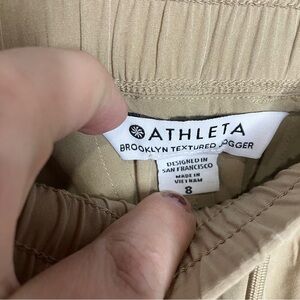 ATHLETA
BROOKLYN TEXTURED JOGGER
DESIGNED IN
SAN FRANCISCO
MADE IN
VIETNAM
8